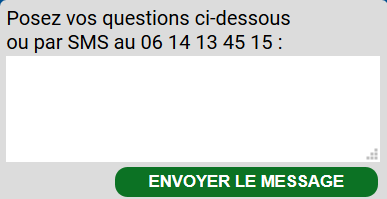 Posez vos questions ci-dessous
ou par SMS au 06 14 13 45 15 :
ENVOYER LE MESSAGE